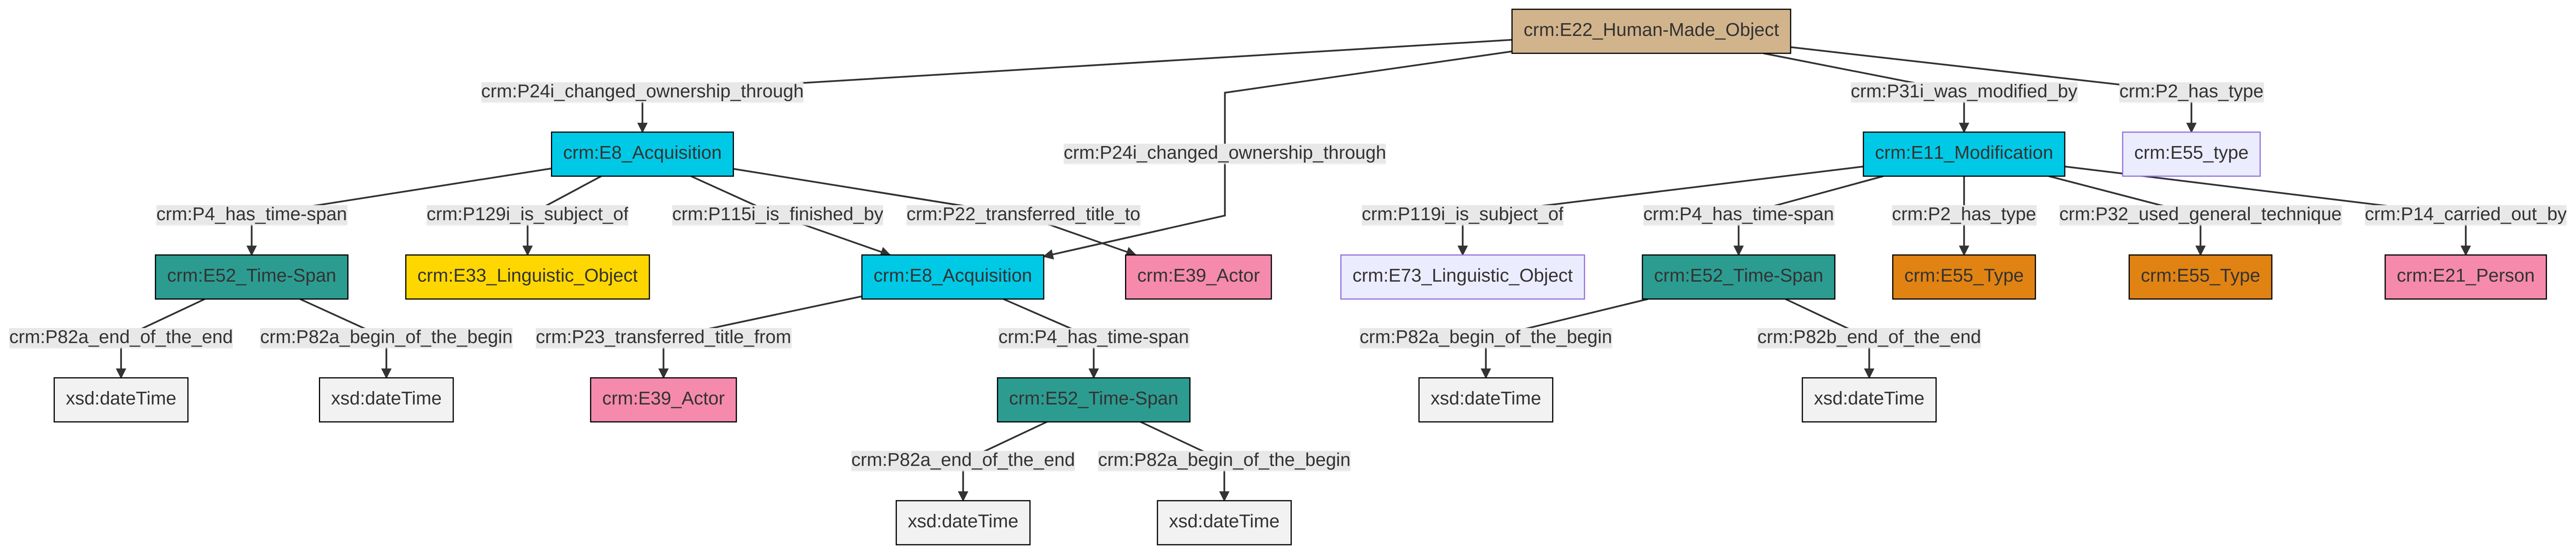 crm:E22_Human-Made_Object
crm:P24i_changed_ownership_through
crm:P31i_was_modified_by
crm:P2_has_type
crm:E8_Acquisition
crm:P24i_changed_ownership_through
crm:E11_Modification
crm:E55_type
crm:P4_has_time-span
crm:P129i_is_subject_of
crm:P115i_is_finished_by
crm:P22_transferred_title_to
crm:P119i_is_subject_of
crm:P4_has_time-span
crm:P2_has_type
crm:P32_used_general_technique
crm:P14_carried_out_by
crm:E52_Time-Span
crm:E33_Linguistic_Object
crm:E8_Acquisition
crm:E39_Actor
crm:E73_Linguistic_Object
crm:E52_Time-Span
crm:E55_Type
crm:E55_Type
crm:E21_Person
crm:P82a_end_of_the_end
crm:P82a_begin_of_the_begin
crm:P23_transferred_title_from
crm:P4_has_time-span
crm:P82a_begin_of_the_begin
crm:P82b_end_of_the_end
xsd:dateTime
xsd:dateTime
crm:E39_Actor
crm:E52_Time-Span
xsd:dateTime
xsd:dateTime
crm:P82a_end_of_the_end
crm:P82a_begin_of_the_begin
xsd:dateTime
xsd:dateTime